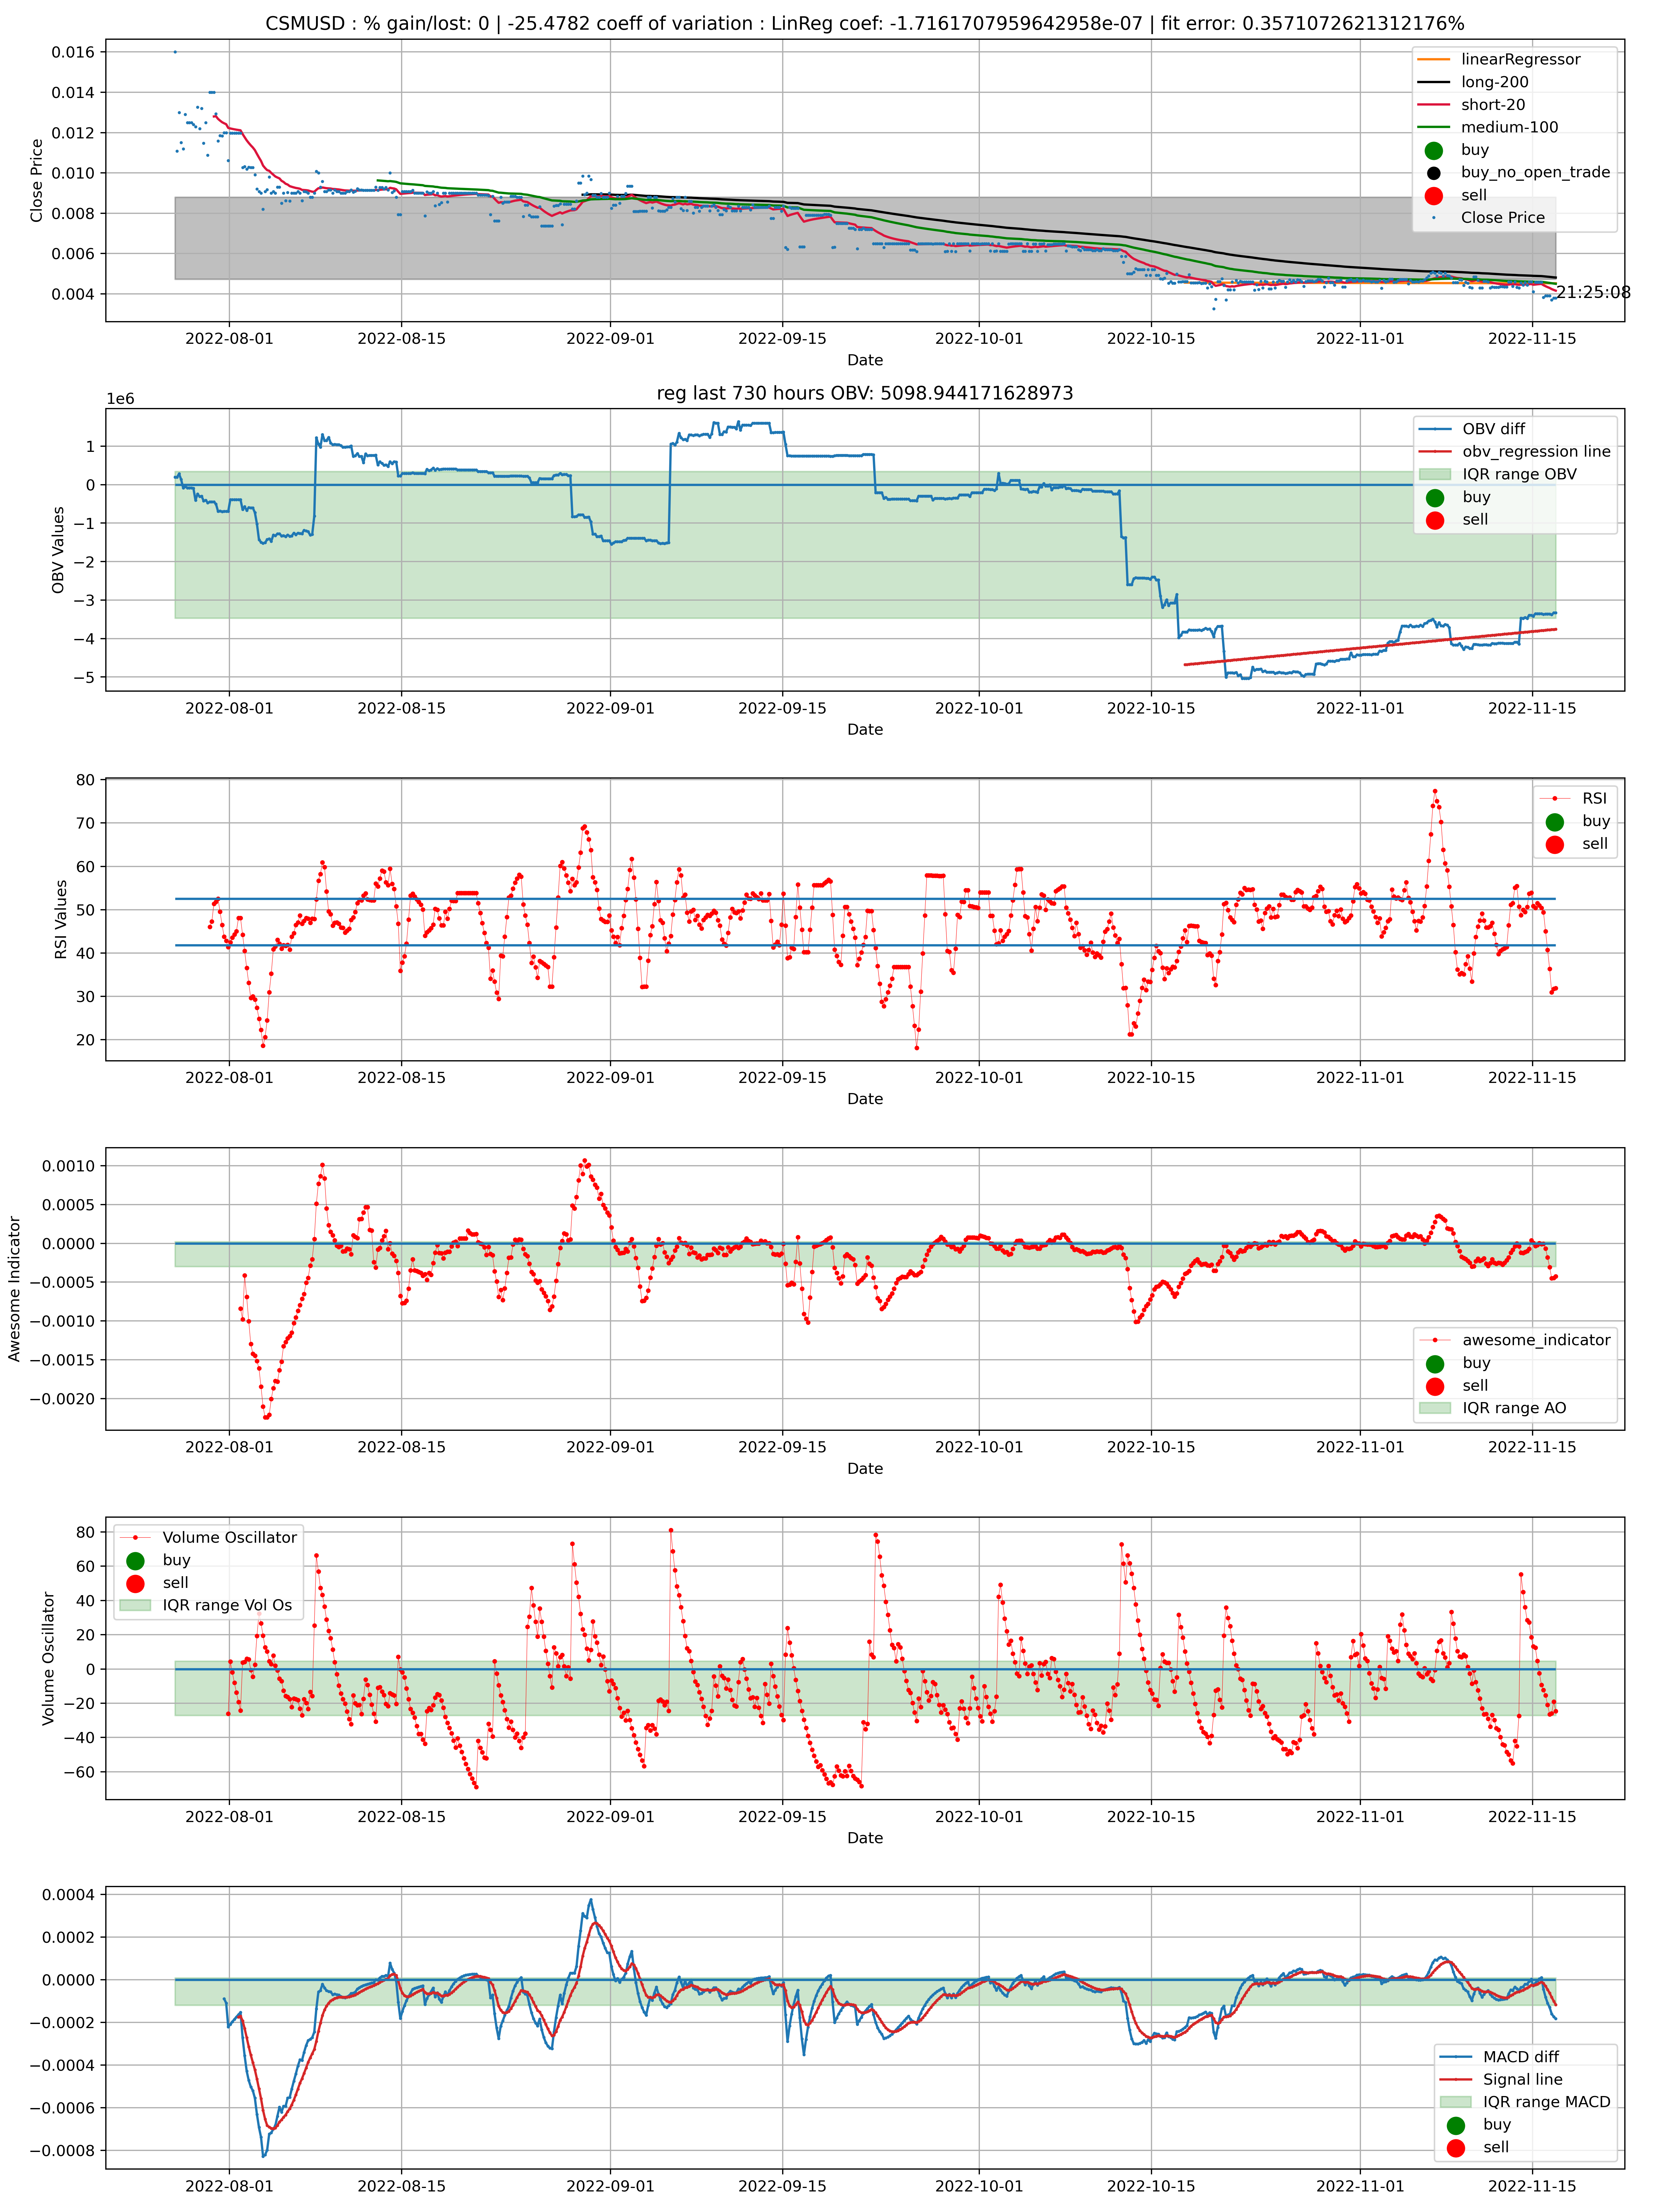 CSMUSD : % gain/lost: 0 | -25.4782 coeff of variation : LinReg coef: -1.7161707959642958e-07 | fit error: 0.3571072621312176%
0.016
0.014
0.012
0.010
0.008
0.006
0.004
Close Price
linearRegressor
long-200
short-20
medium-100
buy
buy_no_open_trade
sell
Close Price
21:25:08
2022-08-01 2022-08-15 2022-09-01 2022-09-15 2022-10-01 2022-10-15 2022-11-01 2022-11-15
Date
reg last 730 hours OBV: 5098.944171628973
1e6
1
0
−1
−2
−3
−4
−5
OBV Values
OBV diff
obv_regression line
IQR range OBV
buy
sell
2022-08-01 2022-08-15 2022-09-01 2022-09-15 2022-10-01 2022-10-15 2022-11-01 2022-11-15
Date
80
70
60
50
40
30
20
RSI Values
RSI
buy
sell
2022-08-01 2022-08-15 2022-09-01 2022-09-15 2022-10-01 2022-10-15 2022-11-01 2022-11-15
Date
0.0010
0.0005
0.0000
−0.0005
−0.0010
−0.0015
−0.0020
Awesome Indicator
awesome_indicator
buy
sell
IQR range AO
2022-08-01 2022-08-15 2022-09-01 2022-09-15 2022-10-01 2022-10-15 2022-11-01 2022-11-15
Date
80
60
40
20
0
−20
−40
−60
Volume Oscillator
Volume Oscillator
buy
sell
IQR range Vol Os
2022-08-01 2022-08-15 2022-09-01 2022-09-15 2022-10-01 2022-10-15 2022-11-01 2022-11-15
Date
0.0004
0.0002
0.0000
−0.0002
−0.0004
−0.0006
−0.0008
MACD diff
Signal line
IQR range MACD
buy
sell
2022-08-01 2022-08-15 2022-09-01 2022-09-15 2022-10-01 2022-10-15 2022-11-01 2022-11-15